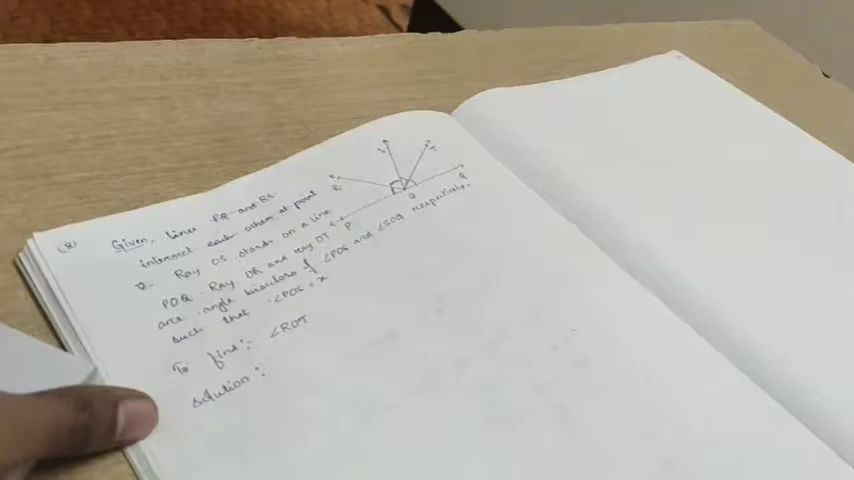 (8)
Given, Lines PQ and RS
intersect each other at point
O. Ray OS stands on a line
POQ. Ray OR and ray OT
are angle bisectors of ∠POS and ∠SOQ respectively.
such that ∠POS = x
To find: ∠ROT
Solution:
R
S
T
P
O
Q